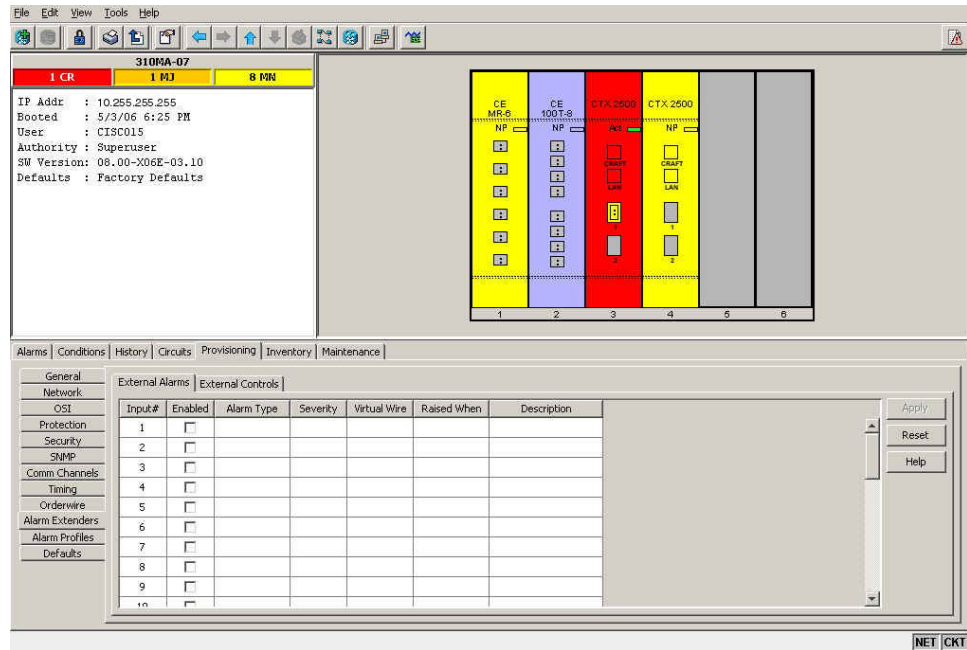 File Edit View Tools Help
310MA-07
1 CR 1 MJ 8 MN
IP Addr : 10.255.255.255
Booted : 5/3/06 6:25 PM
User : CISCO15
Authority : Superuser
SW Version: 08.00-X06E-03.10
Defaults : Factory Defaults
CE MR-6
NP
1
CE 100T-8
NP
2
CTX 2500
Act
CRAFT
LAN
1
2
3
CTX 2500
NP
CRAFT
LAN
1
2
4
5
6
Alarms Conditions History Circuits Provisioning Inventory Maintenance
General
Network
OSI
Protection
Security
SNMP
Comm Channels
Timing
Orderwire
Alarm Extenders
Alarm Profiles
Defaults
External Alarms External Controls
Input# Enabled Alarm Type Severity Virtual Wire Raised When Description
1
2
3
4
5
6
7
8
9
10
Apply
Reset
Help
NET CKT